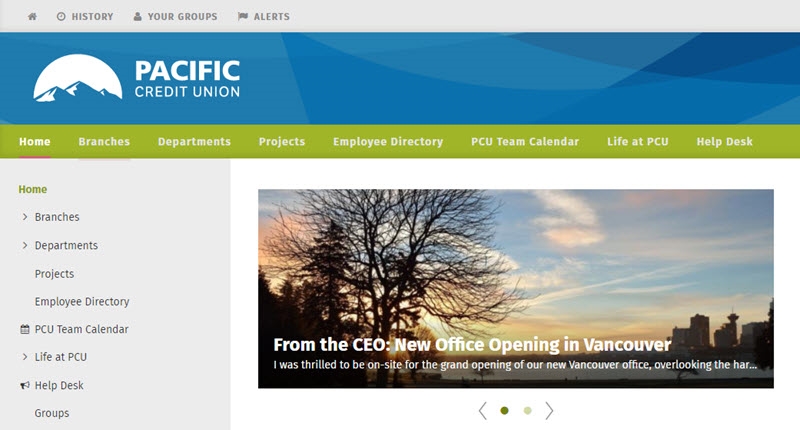 HISTORY YOUR GROUPS ALERTS
PACIFIC
CREDIT UNION
Home Branches Departments Projects Employee Directory PCU Team Calendar Life at PCU Help Desk
Home
Branches
Departments
Projects
Employee Directory
PCU Team Calendar
Life at PCU
Help Desk
Groups
From the CEO: New Office Opening in Vancouver
I was thrilled to be on-site for the grand opening of our new Vancouver office, overlooking the har...